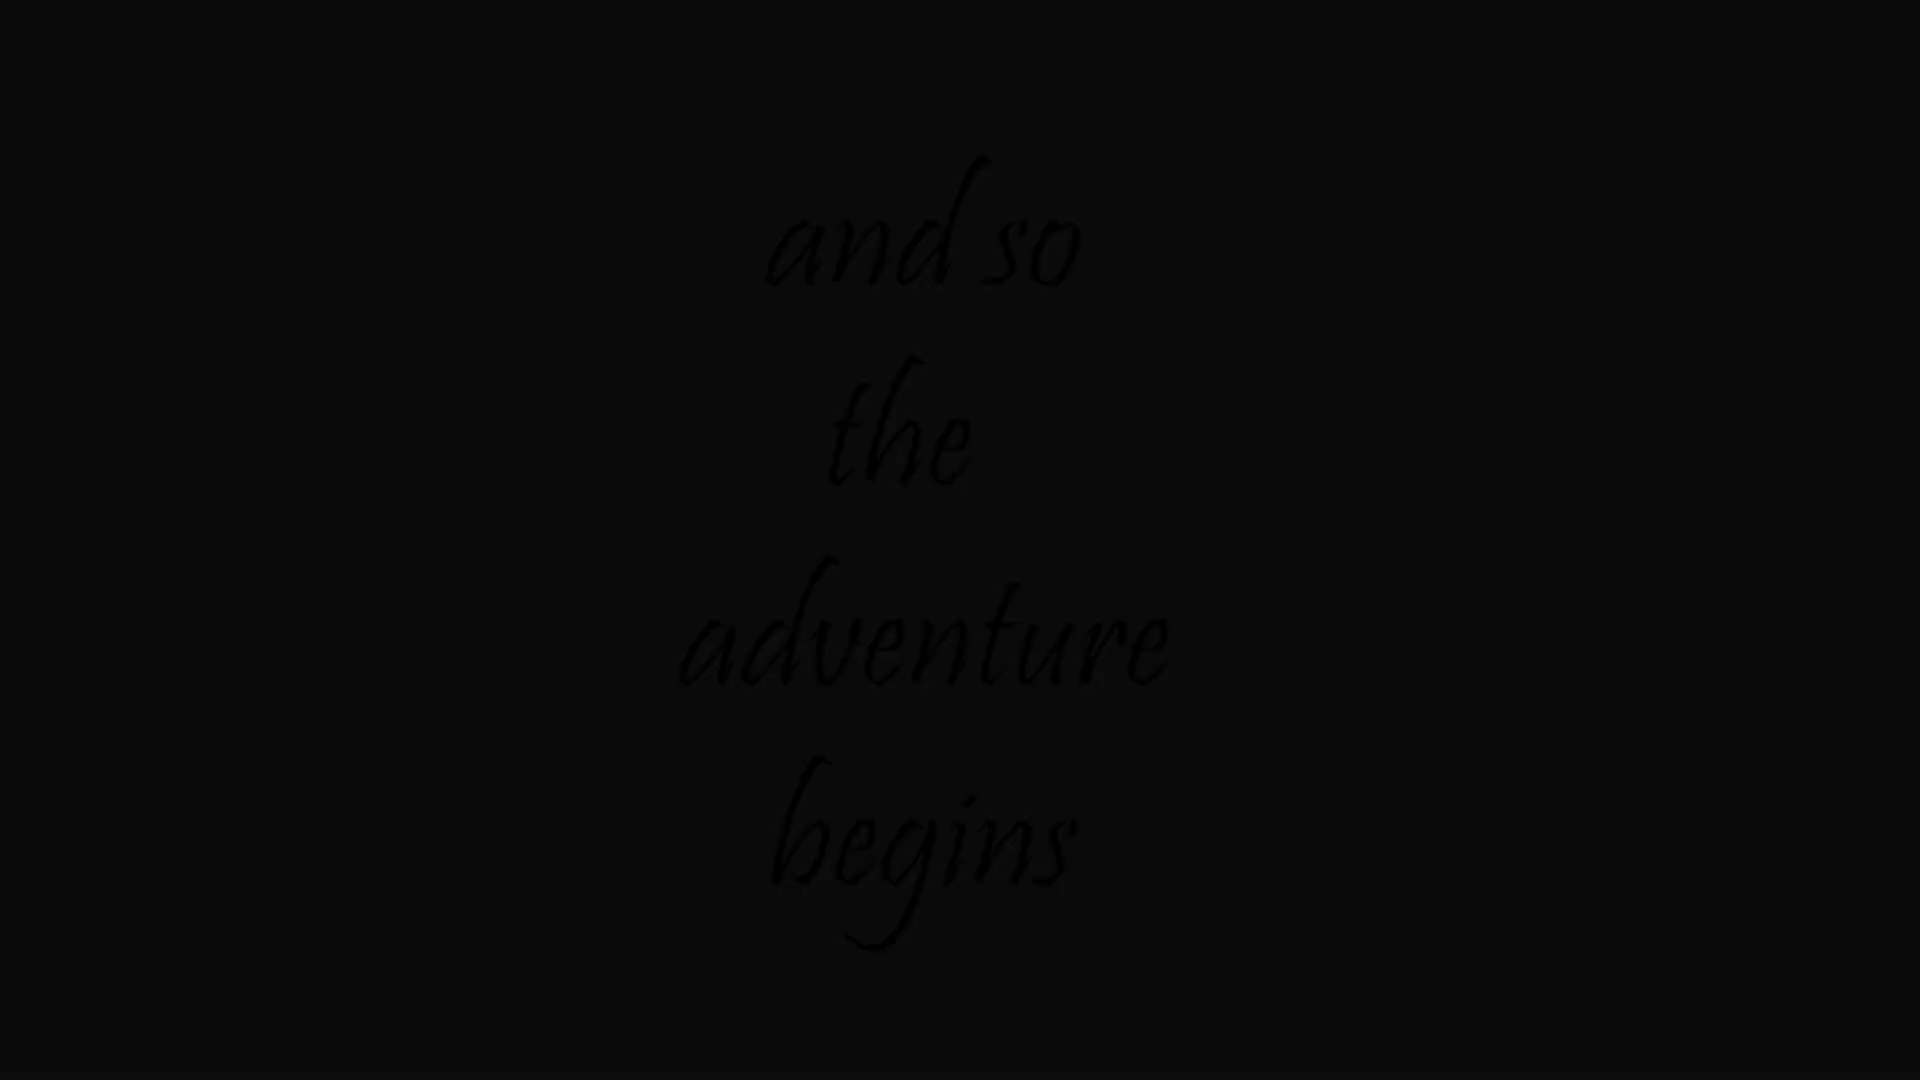 and so
the
adventure
begins